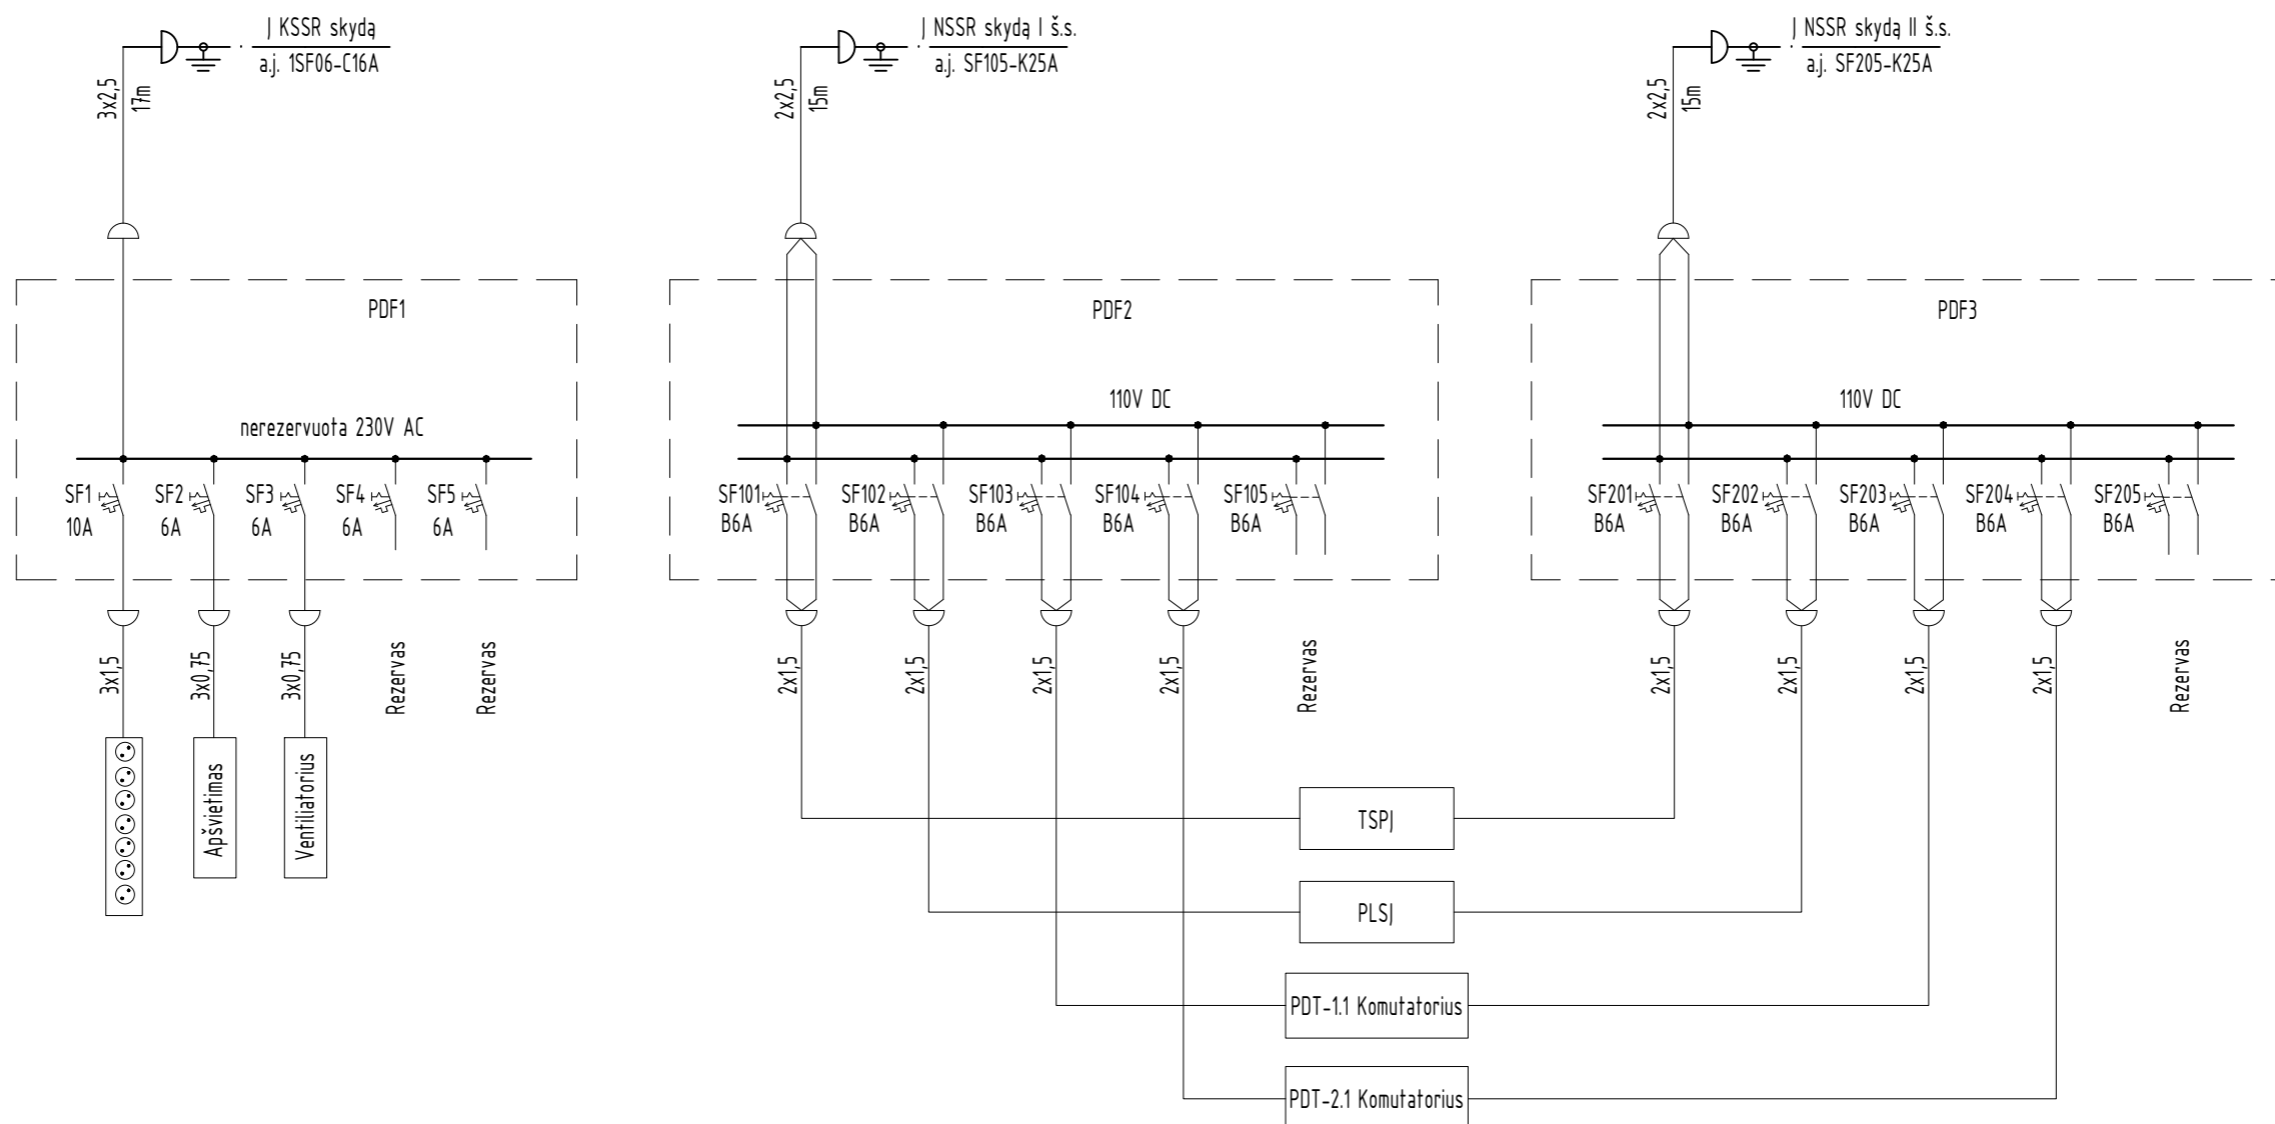 Į KSSR skydą
a.j. 1SF06-C16A
3x2,5
17m
Į NSSR skydą I š.s.
a.j. SF105-K25A
2x2,5
15m
Į NSSR skydą II š.s.
a.j. SF205-K25A
2x2,5
15m
PDF1
nerezervuota 230V AC
SF1
10A
SF2
6A
SF3
6A
SF4
6A
SF5
6A
3x1,5
3x0,75
3x0,75
Rezervas
Rezervas
Apšvietimas
Ventiliatorius
PDF2
110V DC
SF101
B6A
SF102
B6A
SF103
B6A
SF104
B6A
SF105
B6A
2x1,5
2x1,5
2x1,5
2x1,5
Rezervas
PDF3
110V DC
SF201
B6A
SF202
B6A
SF203
B6A
SF204
B6A
SF205
B6A
2x1,5
2x1,5
2x1,5
2x1,5
Rezervas
TSPĮ
PLSĮ
PDT-1.1 Komutatorius
PDT-2.1 Komutatorius